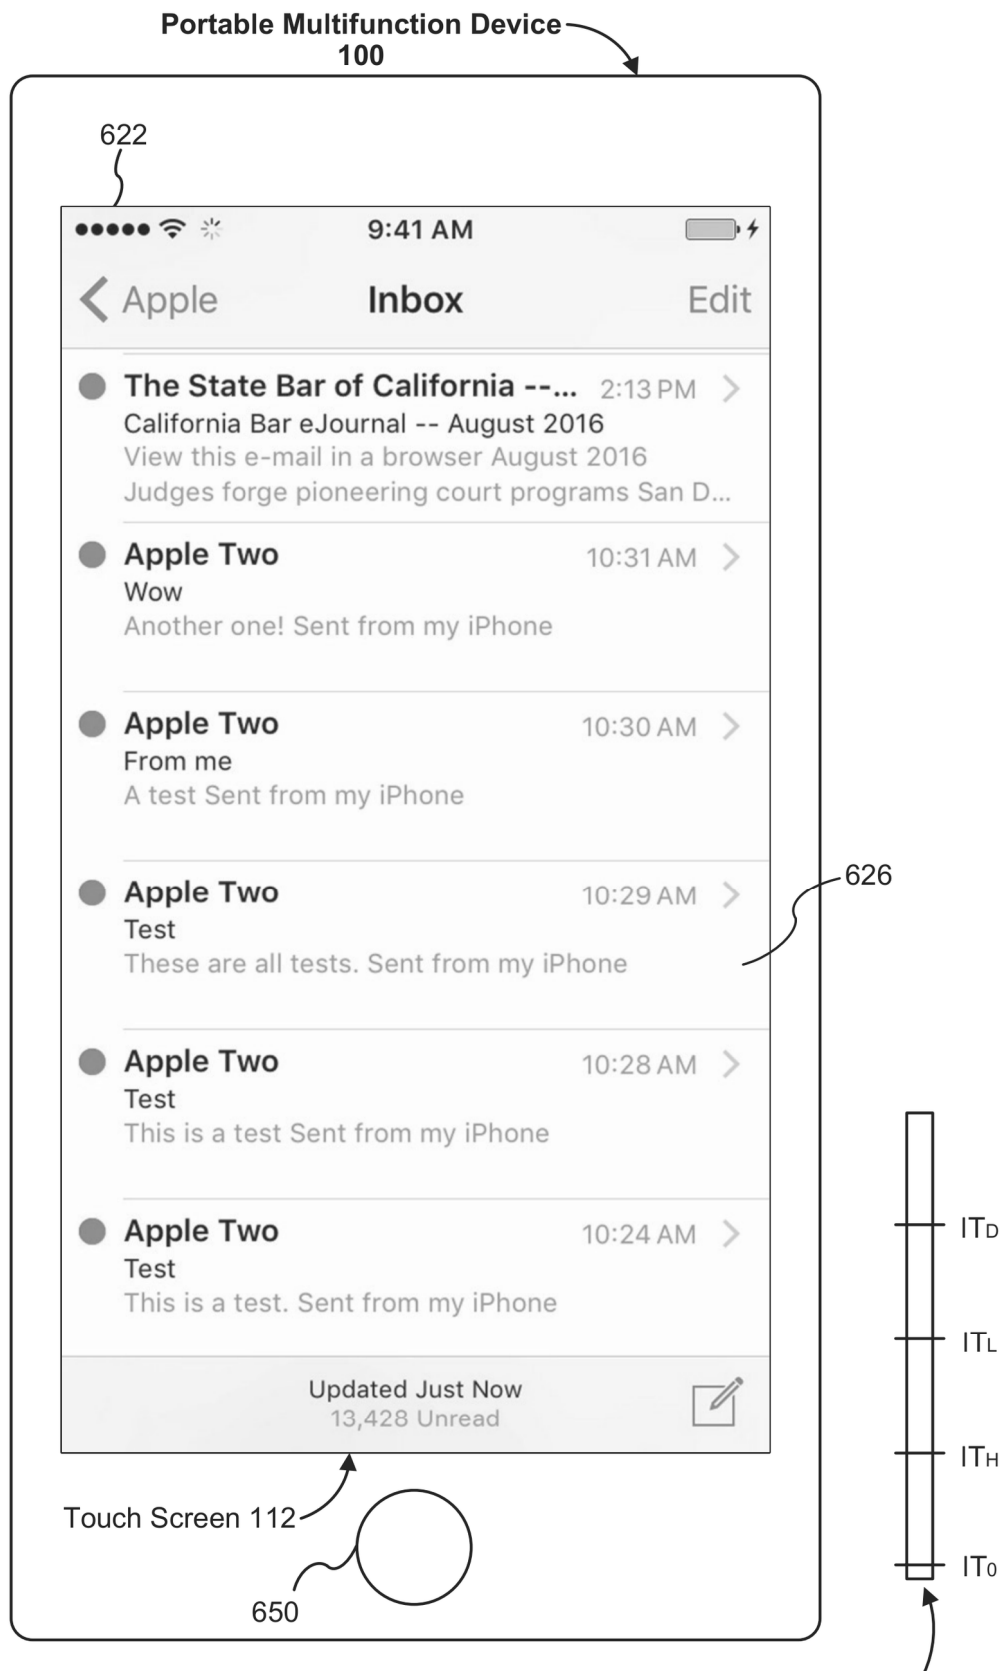 Portable Multifunction Device
100
622
9:41 AM
Apple
Inbox
Edit
The State Bar of California --...
2:13 PM
California Bar eJournal -- August 2016
View this e-mail in a browser August 2016
Judges forge pioneering court programs San D...
Apple Two
10:31 AM
Wow
Another one! Sent from my iPhone
Apple Two
10:30 AM
From me
A test Sent from my iPhone
626
Apple Two
10:29 AM
Test
These are all tests. Sent from my iPhone
Apple Two
10:28 AM
Test
This is a test Sent from my iPhone
Apple Two
10:24 AM
Test
This is a test. Sent from my iPhone
Updated Just Now
13,428 Unread
Touch Screen 112
650
ITD
ITL
ITH
IT0